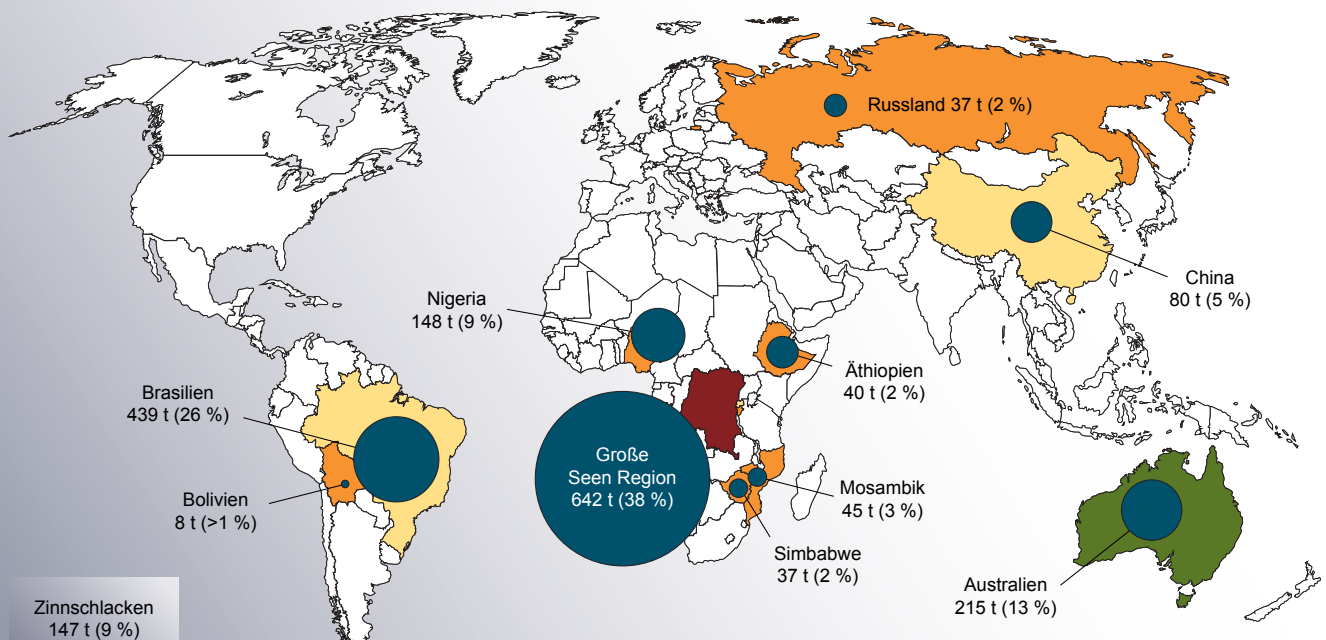 Russland 37 t (2 %)
China
80 t (5 %)
Nigeria
148 t (9 %)
Äthiopien
40 t (2 %)
Brasilien
439 t (26 %)
Große
Seen Region
642 t (38 %)
Mosambik
45 t (3 %)
Bolivien
8 t (>1 %)
Simbabwe
37 t (2 %)
Australien
215 t (13 %)
Zinnschlacken
147 t (9 %)